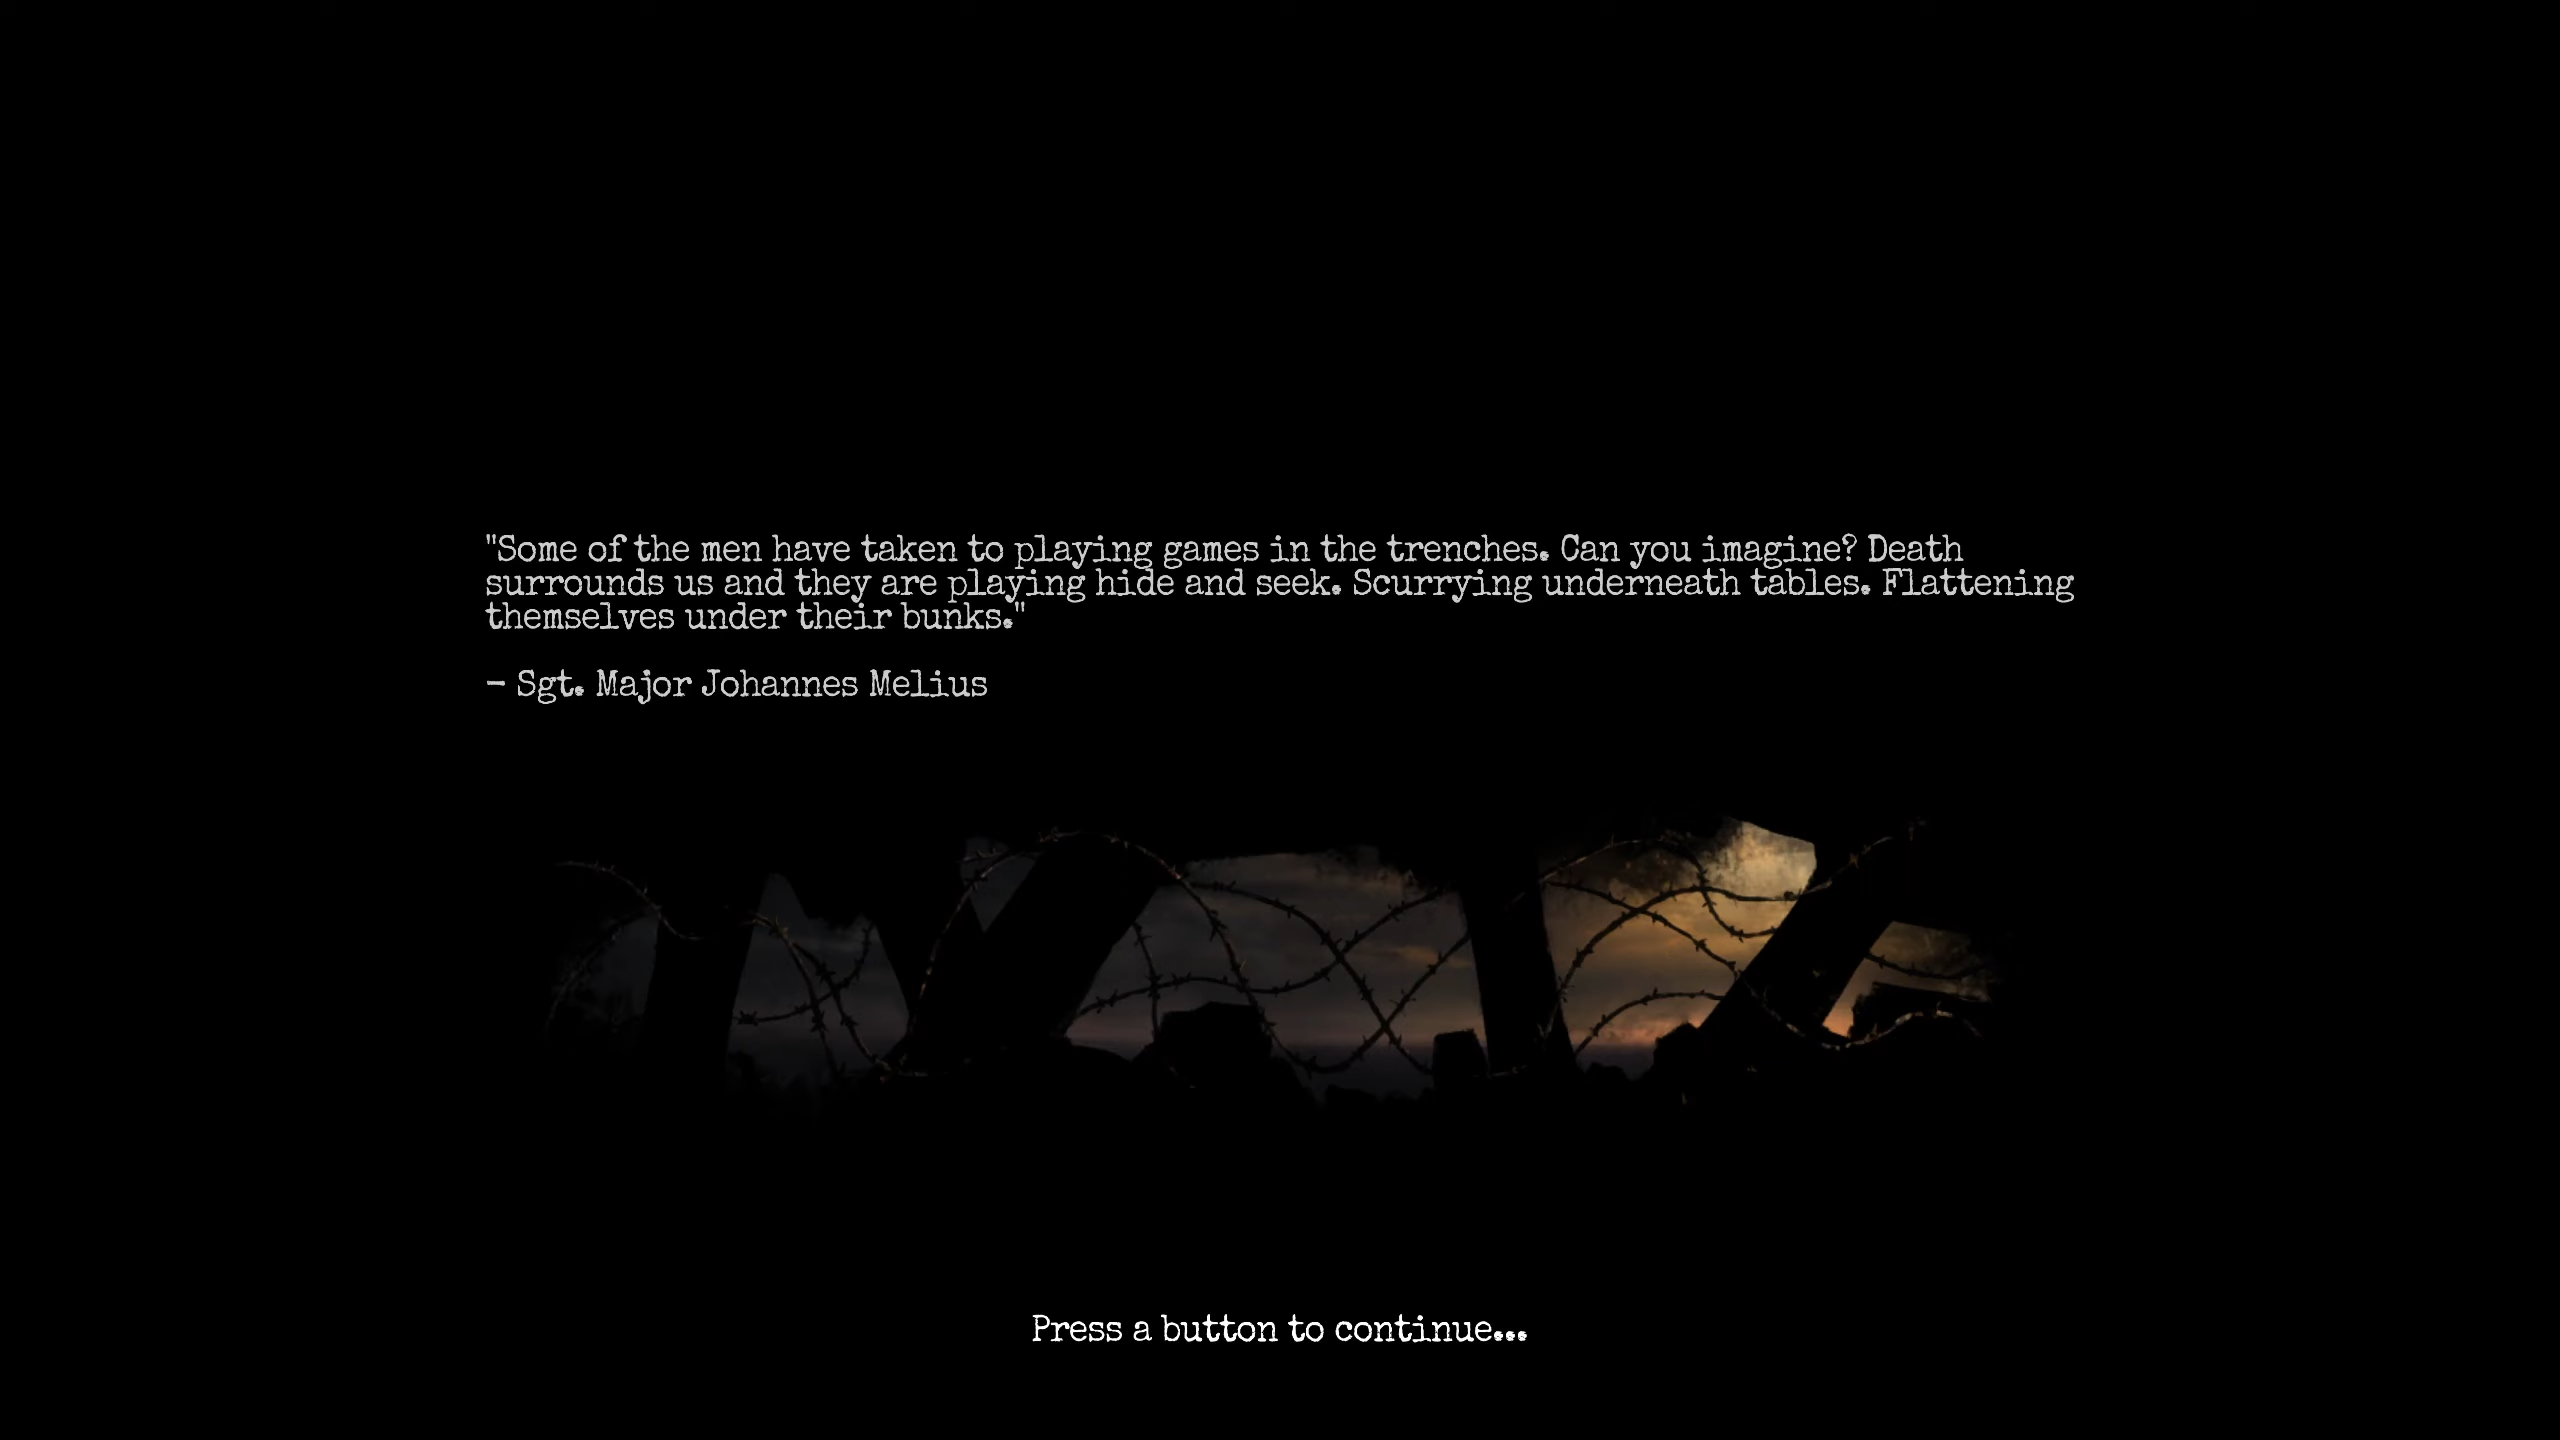 "Some of the men have taken to playing games in the trenches. Can you imagine? Death
surrounds us and they are playing hide and seek. Scurrying underneath tables. Flattening
themselves under their bunks."
- Sgt. Major Johannes Melius
Press a button to continue...